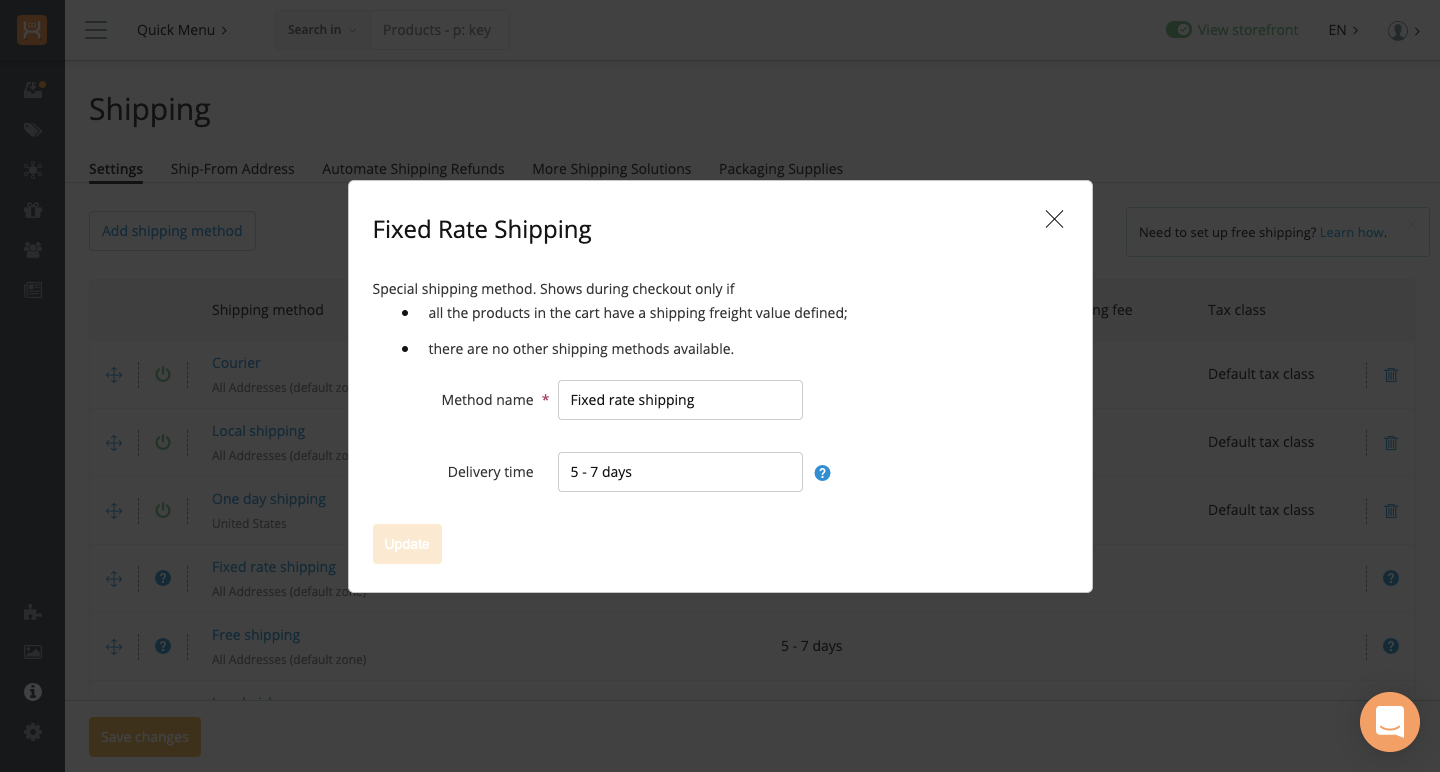 Quick Menu
Search in
Products - p: key
View storefront
EN
Shipping
Settings
Ship-From Address
Automate Shipping Refunds
More Shipping Solutions
Packaging Supplies
Add shipping method
Need to set up free shipping? Learn how.
Fixed Rate Shipping
Special shipping method. Shows during checkout only if
all the products in the cart have a shipping freight value defined;
there are no other shipping methods available.
Method name *
Fixed rate shipping
Delivery time
5 - 7 days
?
Update
Shipping method
fee
Tax class
Courier
All Addresses (default
Default tax class
Local shipping
All Addresses (default
Default tax class
One day shipping
United States
Default tax class
?
Fixed rate shipping
All Addresses (default zone)
?
?
Free shipping
All Addresses (default zone)
5 - 7 days
?
Save changes